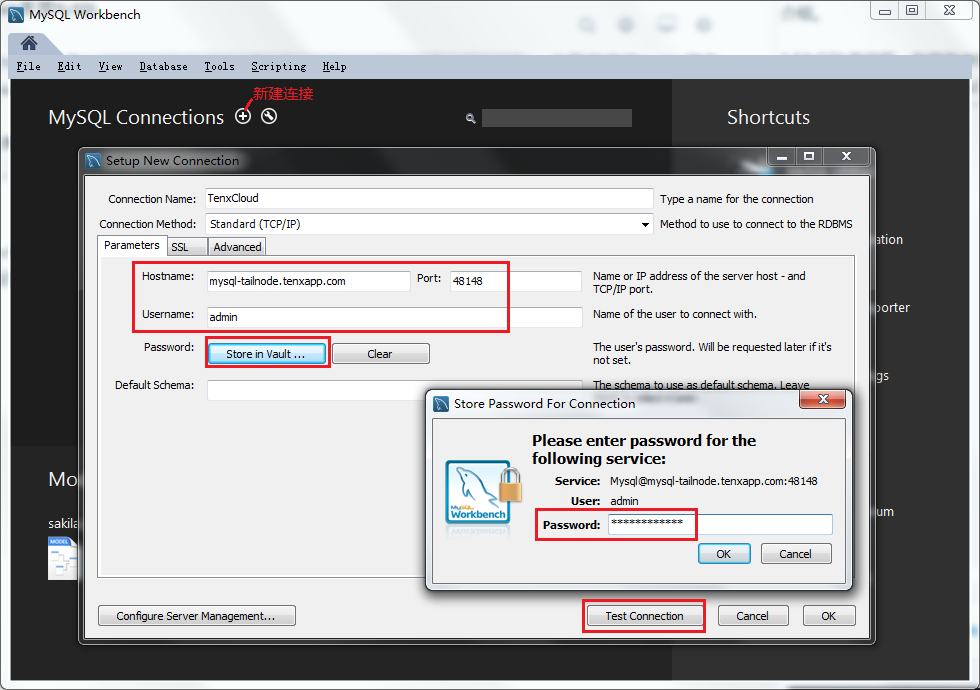 MySQL Workbench
File Edit View Database Tools Scripting Help
新建连接
MySQL Connections
Shortcuts
Setup New Connection
Connection Name: TenxCloud Type a name for the connection
Connection Method: Standard (TCP/IP) Method to use to connect to the RDBMS
Parameters SSL Advanced
Hostname: mysql-tailnode.tenxapp.com Port: 48148 Name or IP address of the server host - and
TCP/IP port.
Username: admin Name of the user to connect with.
Password: Store in Vault ... Clear The user's password. Will be requested later if it's
not set.
Default Schema: The schema to use as default schema. Leave
ation
orter
gs
um
Mo
sakila
MODEL
Store Password For Connection
Please enter password for the
following service:
Service: Mysql@mysql-tailnode.tenxapp.com:48148
User: admin
Password: ************
MySQL
Workbench
OK Cancel
Configure Server Management... Test Connection Cancel OK